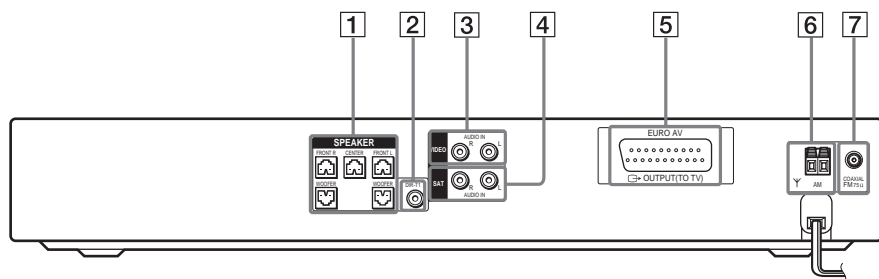 1 2 3 4 5 6 7
SPEAKER
FRONT R CENTER FRONT L
WOOFER WOOFER
DIR-T1
VIDEO
AUDIO IN
R L
SAT
R L
AUDIO IN
EURO AV
OUTPUT(TO TV)
AM
COAXIAL
FM75Ω